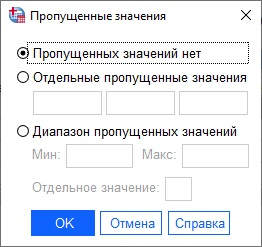 Пропущенные значения
Пропущенных значений нет
Отдельные пропущенные значения
Диапазон пропущенных значений
Мин: Макс:
Отдельное значение:
OK Отмена Справка